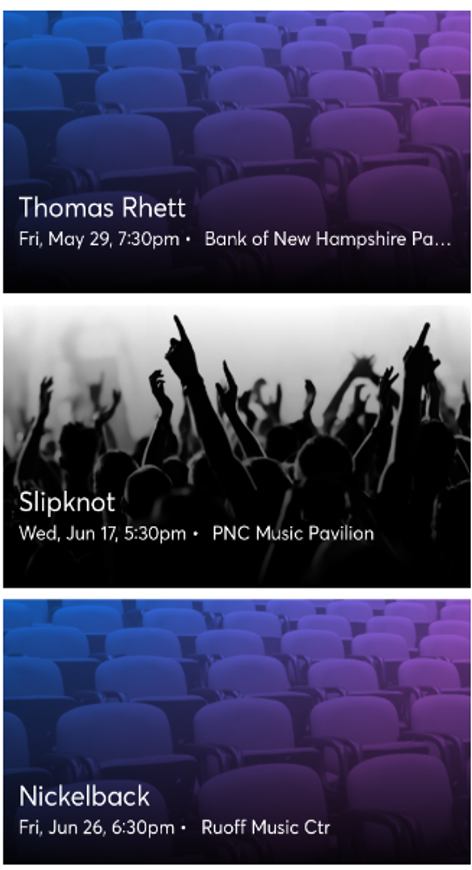 Thomas Rhett
Fri, May 29, 7:30pm • Bank of New Hampshire Pa...
Slipknot
Wed, Jun 17, 5:30pm • PNC Music Pavilion
Nickelback
Fri, Jun 26, 6:30pm • Ruoff Music Ctr